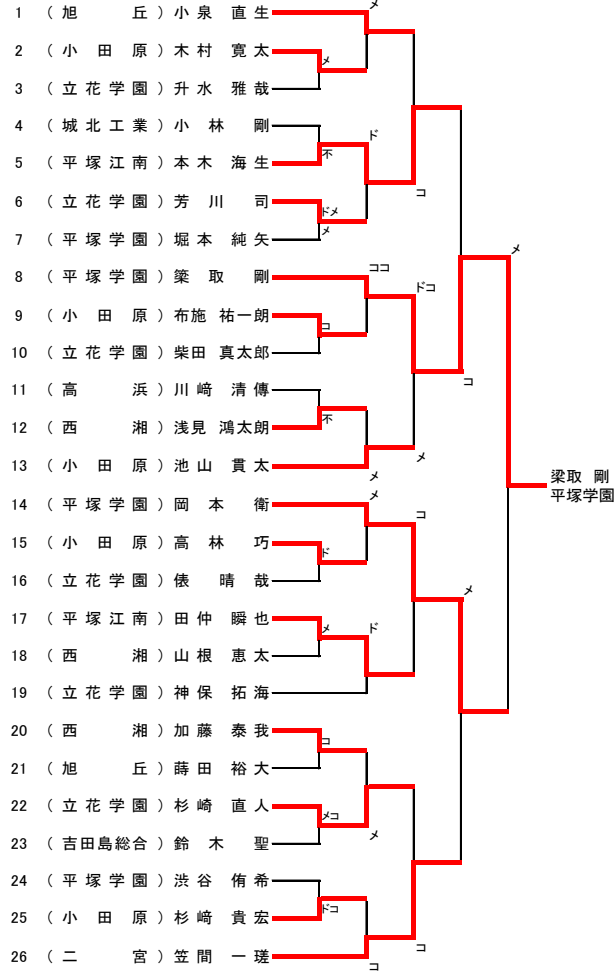 1 （ 旭 丘 ） 小 泉 直 生
メ
2 （ 小 田 原 ） 木 村 寛 太
メ
3 （ 立 花 学 園 ） 升 水 雅 哉
4 （ 城 北 工 業 ） 小 林 剛
ド
5 （ 平 塚 江 南 ） 本 木 海 生
不
コ
6 （ 立 花 学 園 ） 芳 川 司
ドメ
メ
7 （ 平 塚 学 園 ） 堀 本 純 矢
メ
8 （ 平 塚 学 園 ） 簗 取 剛
ココ
ドコ
9 （ 小 田 原 ） 布施 祐一朗
コ
10 （ 立 花 学 園 ） 柴田 真太郎
コ
11 （ 高 浜 ） 川 﨑 清 傳
12 （ 西 湘 ） 浅見 鴻太朗
不
メ
13 （ 小 田 原 ） 池 山 貫 太
メ
梁取 剛
平塚学園
14 （ 平 塚 学 園 ） 岡 本 衛
メ
コ
15 （ 小 田 原 ） 高 林 巧
ド
16 （ 立 花 学 園 ） 俵 晴 哉
メ
17 （ 平 塚 江 南 ） 田 仲 瞬 也
メ
ド
18 （ 西 湘 ） 山 根 恵 太
19 （ 立 花 学 園 ） 神 保 拓 海
20 （ 西 湘 ） 加 藤 泰 我
コ
21 （ 旭 丘 ） 蒔 田 裕 大
22 （ 立 花 学 園 ） 杉 崎 直 人
メコ
メ
23 （ 吉田島総合 ） 鈴 木 聖
24 （ 平 塚 学 園 ） 渋 谷 侑 希
25 （ 小 田 原 ） 杉 﨑 貴 宏
ドコ
コ
26 （ 二 宮 ） 笠 間 一 瑳
コ